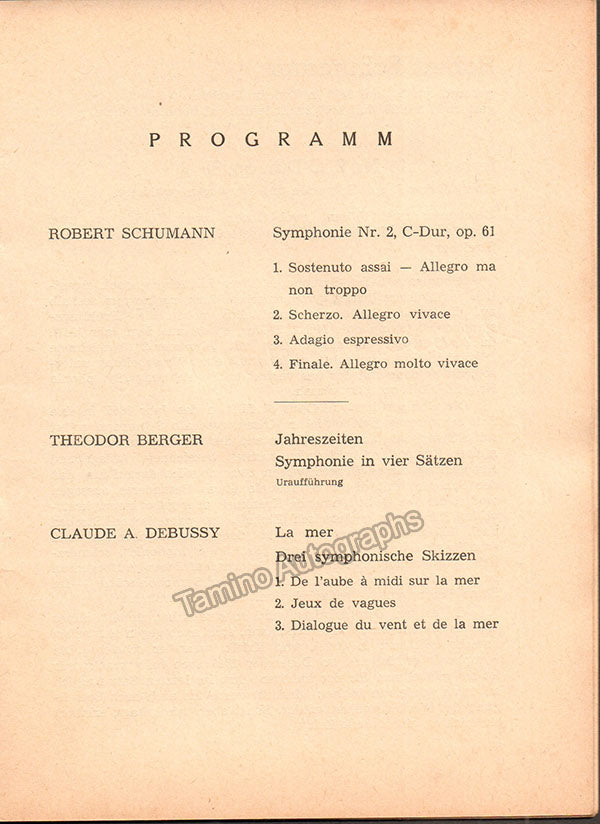 PROGRAMM
ROBERT SCHUMANN Symphonie Nr. 2, C-Dur, op. 61
1. Sostenuto assai — Allegro ma
non troppo
2. Scherzo. Allegro vivace
3. Adagio espressivo
4. Finale. Allegro molto vivace
THEODOR BERGER Jahreszeiten
Symphonie in vier Sätzen
Uraufführung
CLAUDE A. DEBUSSY La mer
Drei symphonische Skizzen
1. De l'aube à midi sur la mer
2. Jeux de vagues
3. Dialogue du vent et de la mer
Tamino Autographs